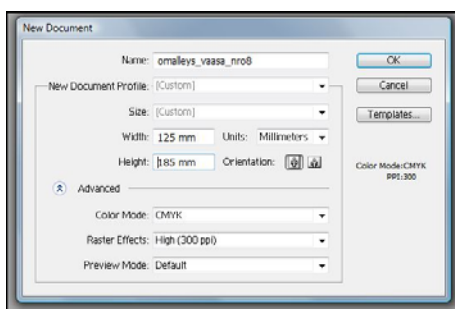 New Document
Name: omalleys_vaasa_nro8
OK
New Document Profile: [Custom]
Cancel
Size: [Custom]
Templates...
Width: 125 mm Units: Millimeters
Height: 185 mm Orientation:
Color Mode:CMYK
PPI:300
Advanced
Color Mode: CMYK
Raster Effects: High (300 ppi)
Preview Mode: Default